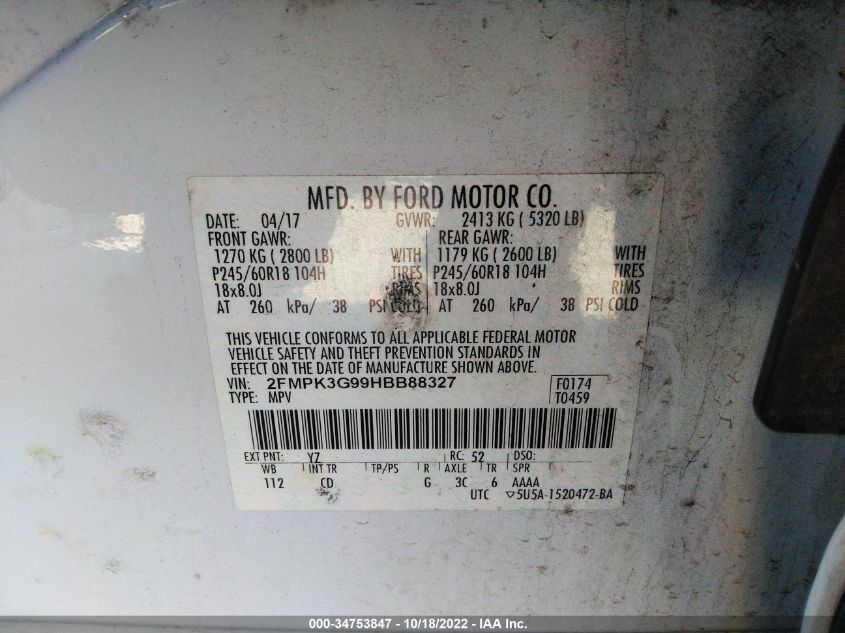 MFD. BY FORD MOTOR CO.
DATE: 04/17 GVWR: 2413 KG ( 5320 LB)
FRONT GAWR: REAR GAWR:
1270 KG ( 2800 LB) WITH 1179 KG ( 2600 LB) WITH
P245/60R18 104H TIRES P245/60R18 104H TIRES
18x8.0J RIMS 18x8.0J RIMS
AT 260 kPa/ 38 PSI COLD AT 260 kPa/ 38 PSI COLD
THIS VEHICLE CONFORMS TO ALL APPLICABLE FEDERAL MOTOR
VEHICLE SAFETY AND THEFT PREVENTION STANDARDS IN
EFFECT ON THE DATE OF MANUFACTURE SHOWN ABOVE.
VIN: 2FMPK3G99HBB88327 F0174
TYPE: MPV T0459
EXT PNT: YZ RC: 52 DSO:
WB INT TR TP/PS R AXLE TR SPR
112 CD G 3C 6 AAAA
UTC ▽5U5A-1520472-BA
000-34753847 - 10/18/2022 - IAA Inc.